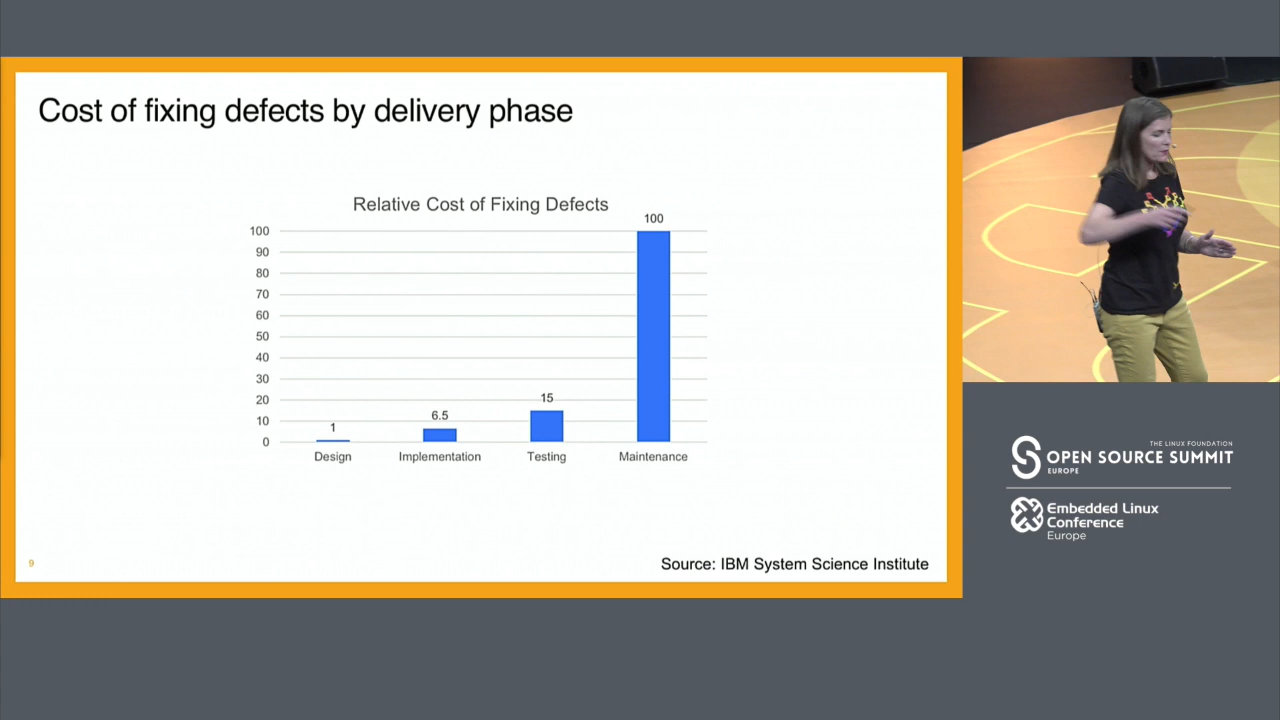 Cost of fixing defects by delivery phase
Relative Cost of Fixing Defects
100
90
80
70
60
50
40
30
20
10
0
1
6.5
15
100
Design
Implementation
Testing
Maintenance
9
Source: IBM System Science Institute
THE LINUX FOUNDATION
OPEN SOURCE SUMMIT
EUROPE
Embedded Linux
Conference
Europe